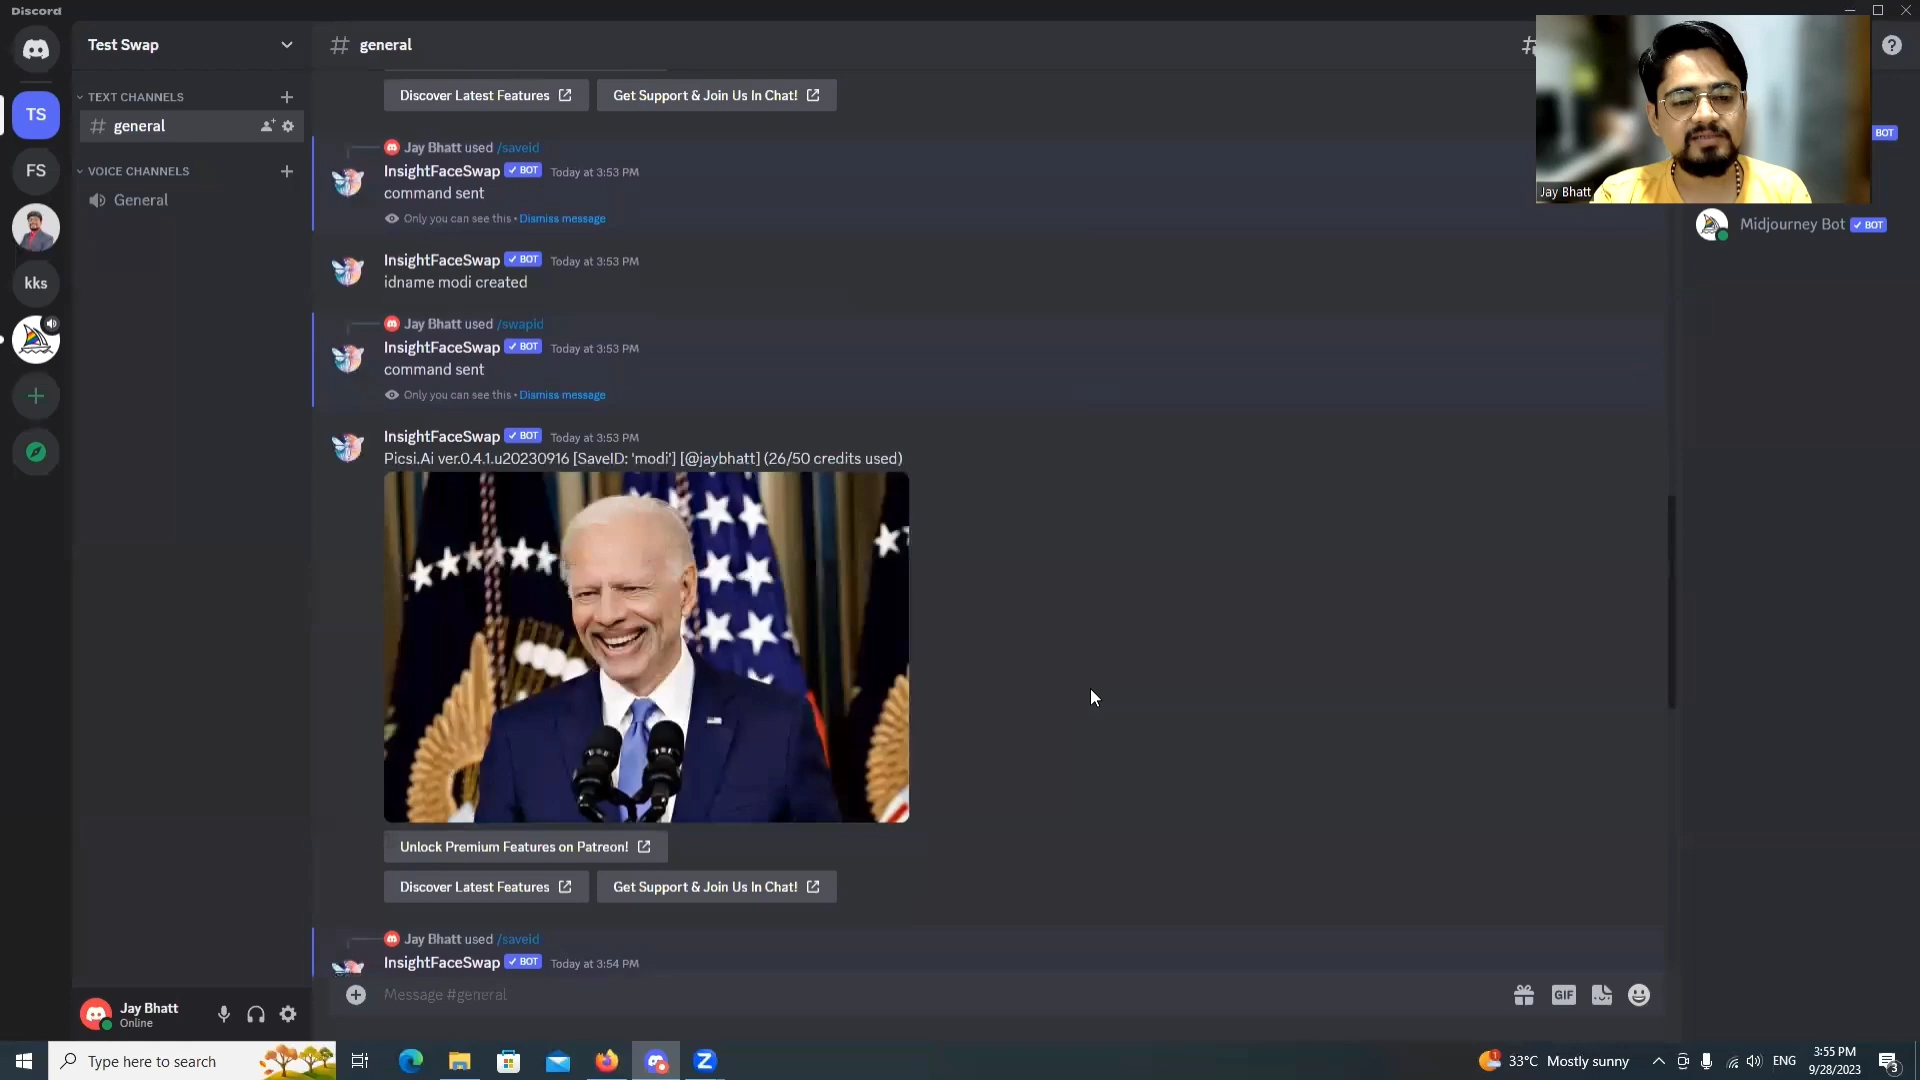 Discord
Test Swap
general
TEXT CHANNELS
general
VOICE CHANNELS
General
TS
FS
kks
Discover Latest Features
Get Support & Join Us In Chat!
Jay Bhatt used /saveid
InsightFaceSwap BOT Today at 3:53 PM
command sent
Only you can see this • Dismiss message
InsightFaceSwap BOT Today at 3:53 PM
idname modi created
Jay Bhatt used /swapid
InsightFaceSwap BOT Today at 3:53 PM
command sent
Only you can see this • Dismiss message
InsightFaceSwap BOT Today at 3:53 PM
Picsi.Ai ver.0.4.1.u20230916 [SaveID: 'modi'] [@jaybhatt] (26/50 credits used)
Unlock Premium Features on Patreon!
Discover Latest Features
Get Support & Join Us In Chat!
Jay Bhatt used /saveid
InsightFaceSwap BOT Today at 3:54 PM
Message #general
GIF
Jay Bhatt
BOT
Midjourney Bot BOT
Jay Bhatt
Online
Type here to search
33°C Mostly sunny
ENG
3:55 PM
9/28/2023
3